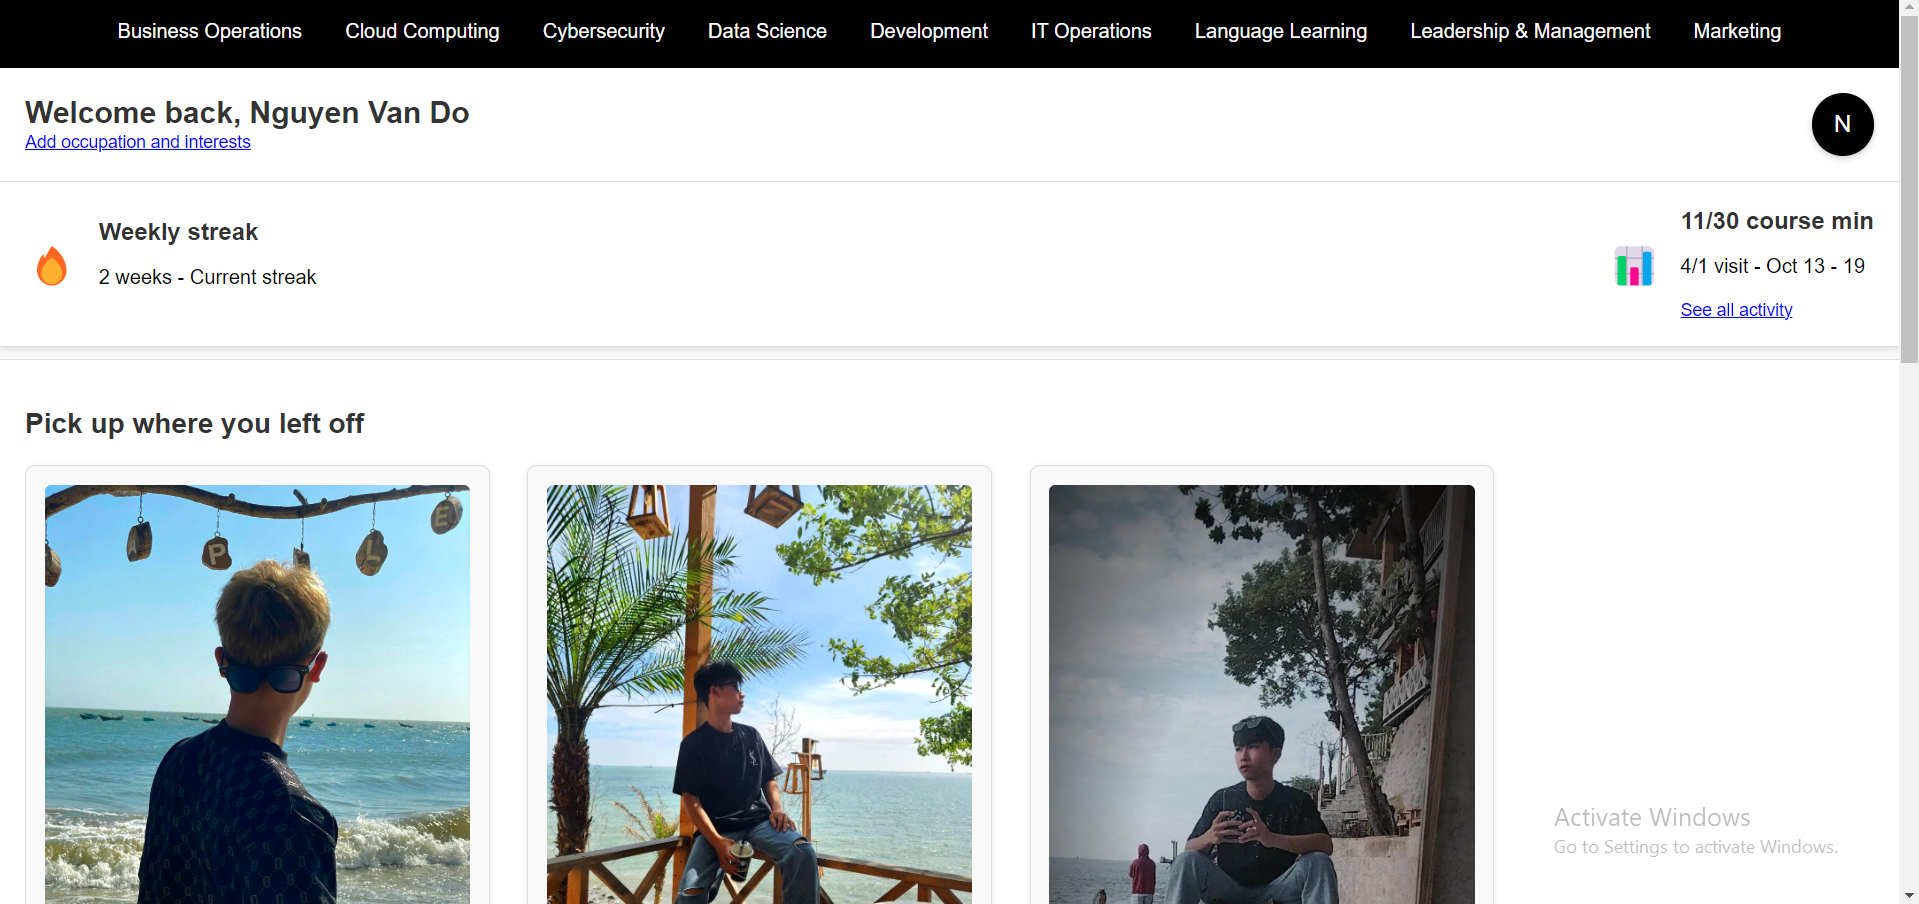 Business Operations Cloud Computing Cybersecurity Data Science Development IT Operations Language Learning Leadership & Management Marketing
Welcome back, Nguyen Van Do
Add occupation and interests
N
Weekly streak
2 weeks - Current streak
11/30 course min
4/1 visit - Oct 13 - 19
See all activity
Pick up where you left off
P
L
E
Activate Windows
Go to Settings to activate Windows.